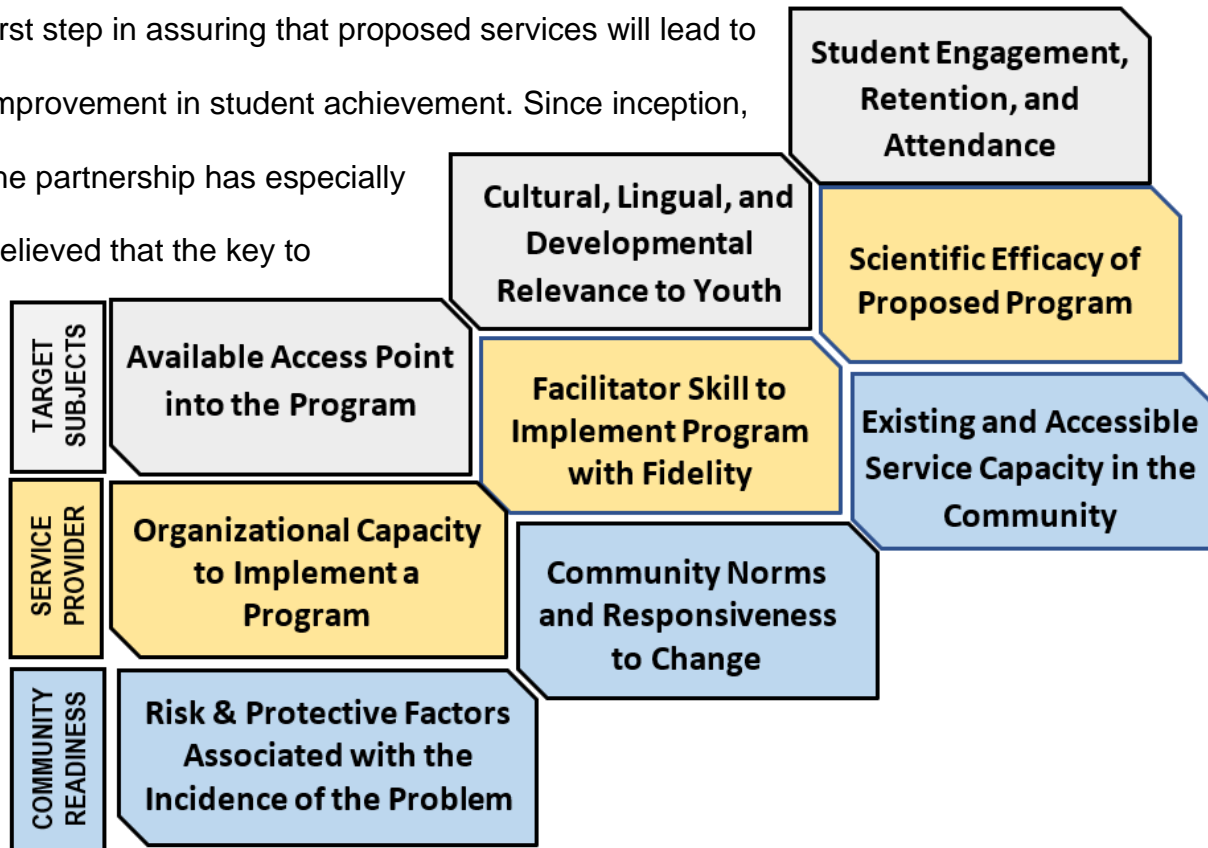 irst step in assuring that proposed services will lead to
mprovement in student achievement. Since inception,
he partnership has especially
elieved that the key to
Student Engagement,
Retention, and
Attendance
Cultural, Lingual, and
Developmental
Relevance to Youth
Scientific Efficacy of
Proposed Program
TARGET
SUBJECTS
Available Access Point
into the Program
Facilitator Skill to
Implement Program
with Fidelity
Existing and Accessible
Service Capacity in the
Community
SERVICE
PROVIDER
Organizational Capacity
to Implement a
Program
Community Norms
and Responsiveness
to Change
COMMUNITY
READINESS
Risk & Protective Factors
Associated with the
Incidence of the Problem